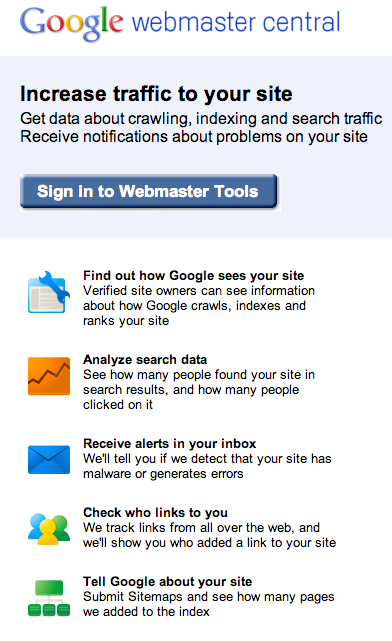 Google webmaster central
Increase traffic to your site
Get data about crawling, indexing and search traffic
Receive notifications about problems on your site
Sign in to Webmaster Tools
Find out how Google sees your site
Verified site owners can see information
about how Google crawls, indexes and
ranks your site
Analyze search data
See how many people found your site in
search results, and how many people
clicked on it
Receive alerts in your inbox
We'll tell you if we detect that your site has
malware or generates errors
Check who links to you
We track links from all over the web, and
we'll show you who added a link to your site
Tell Google about your site
Submit Sitemaps and see how many pages
we added to the index